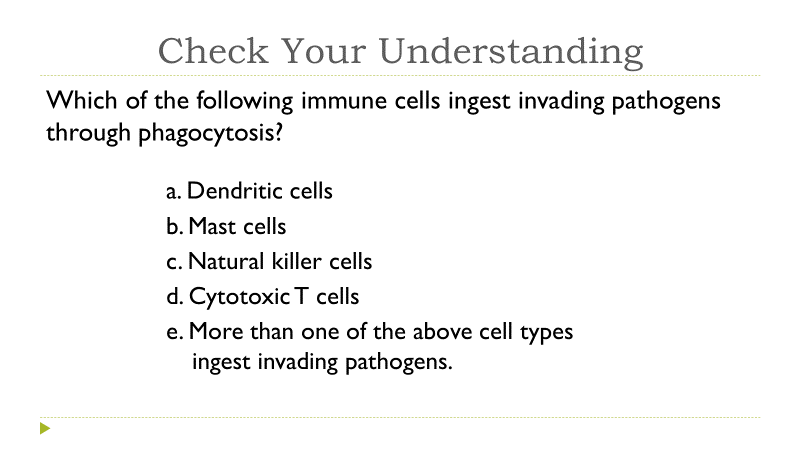 Check Your Understanding
Which of the following immune cells ingest invading pathogens
through phagocytosis?
a. Dendritic cells
b. Mast cells
c. Natural killer cells
d. Cytotoxic T cells
e. More than one of the above cell types
ingest invading pathogens.